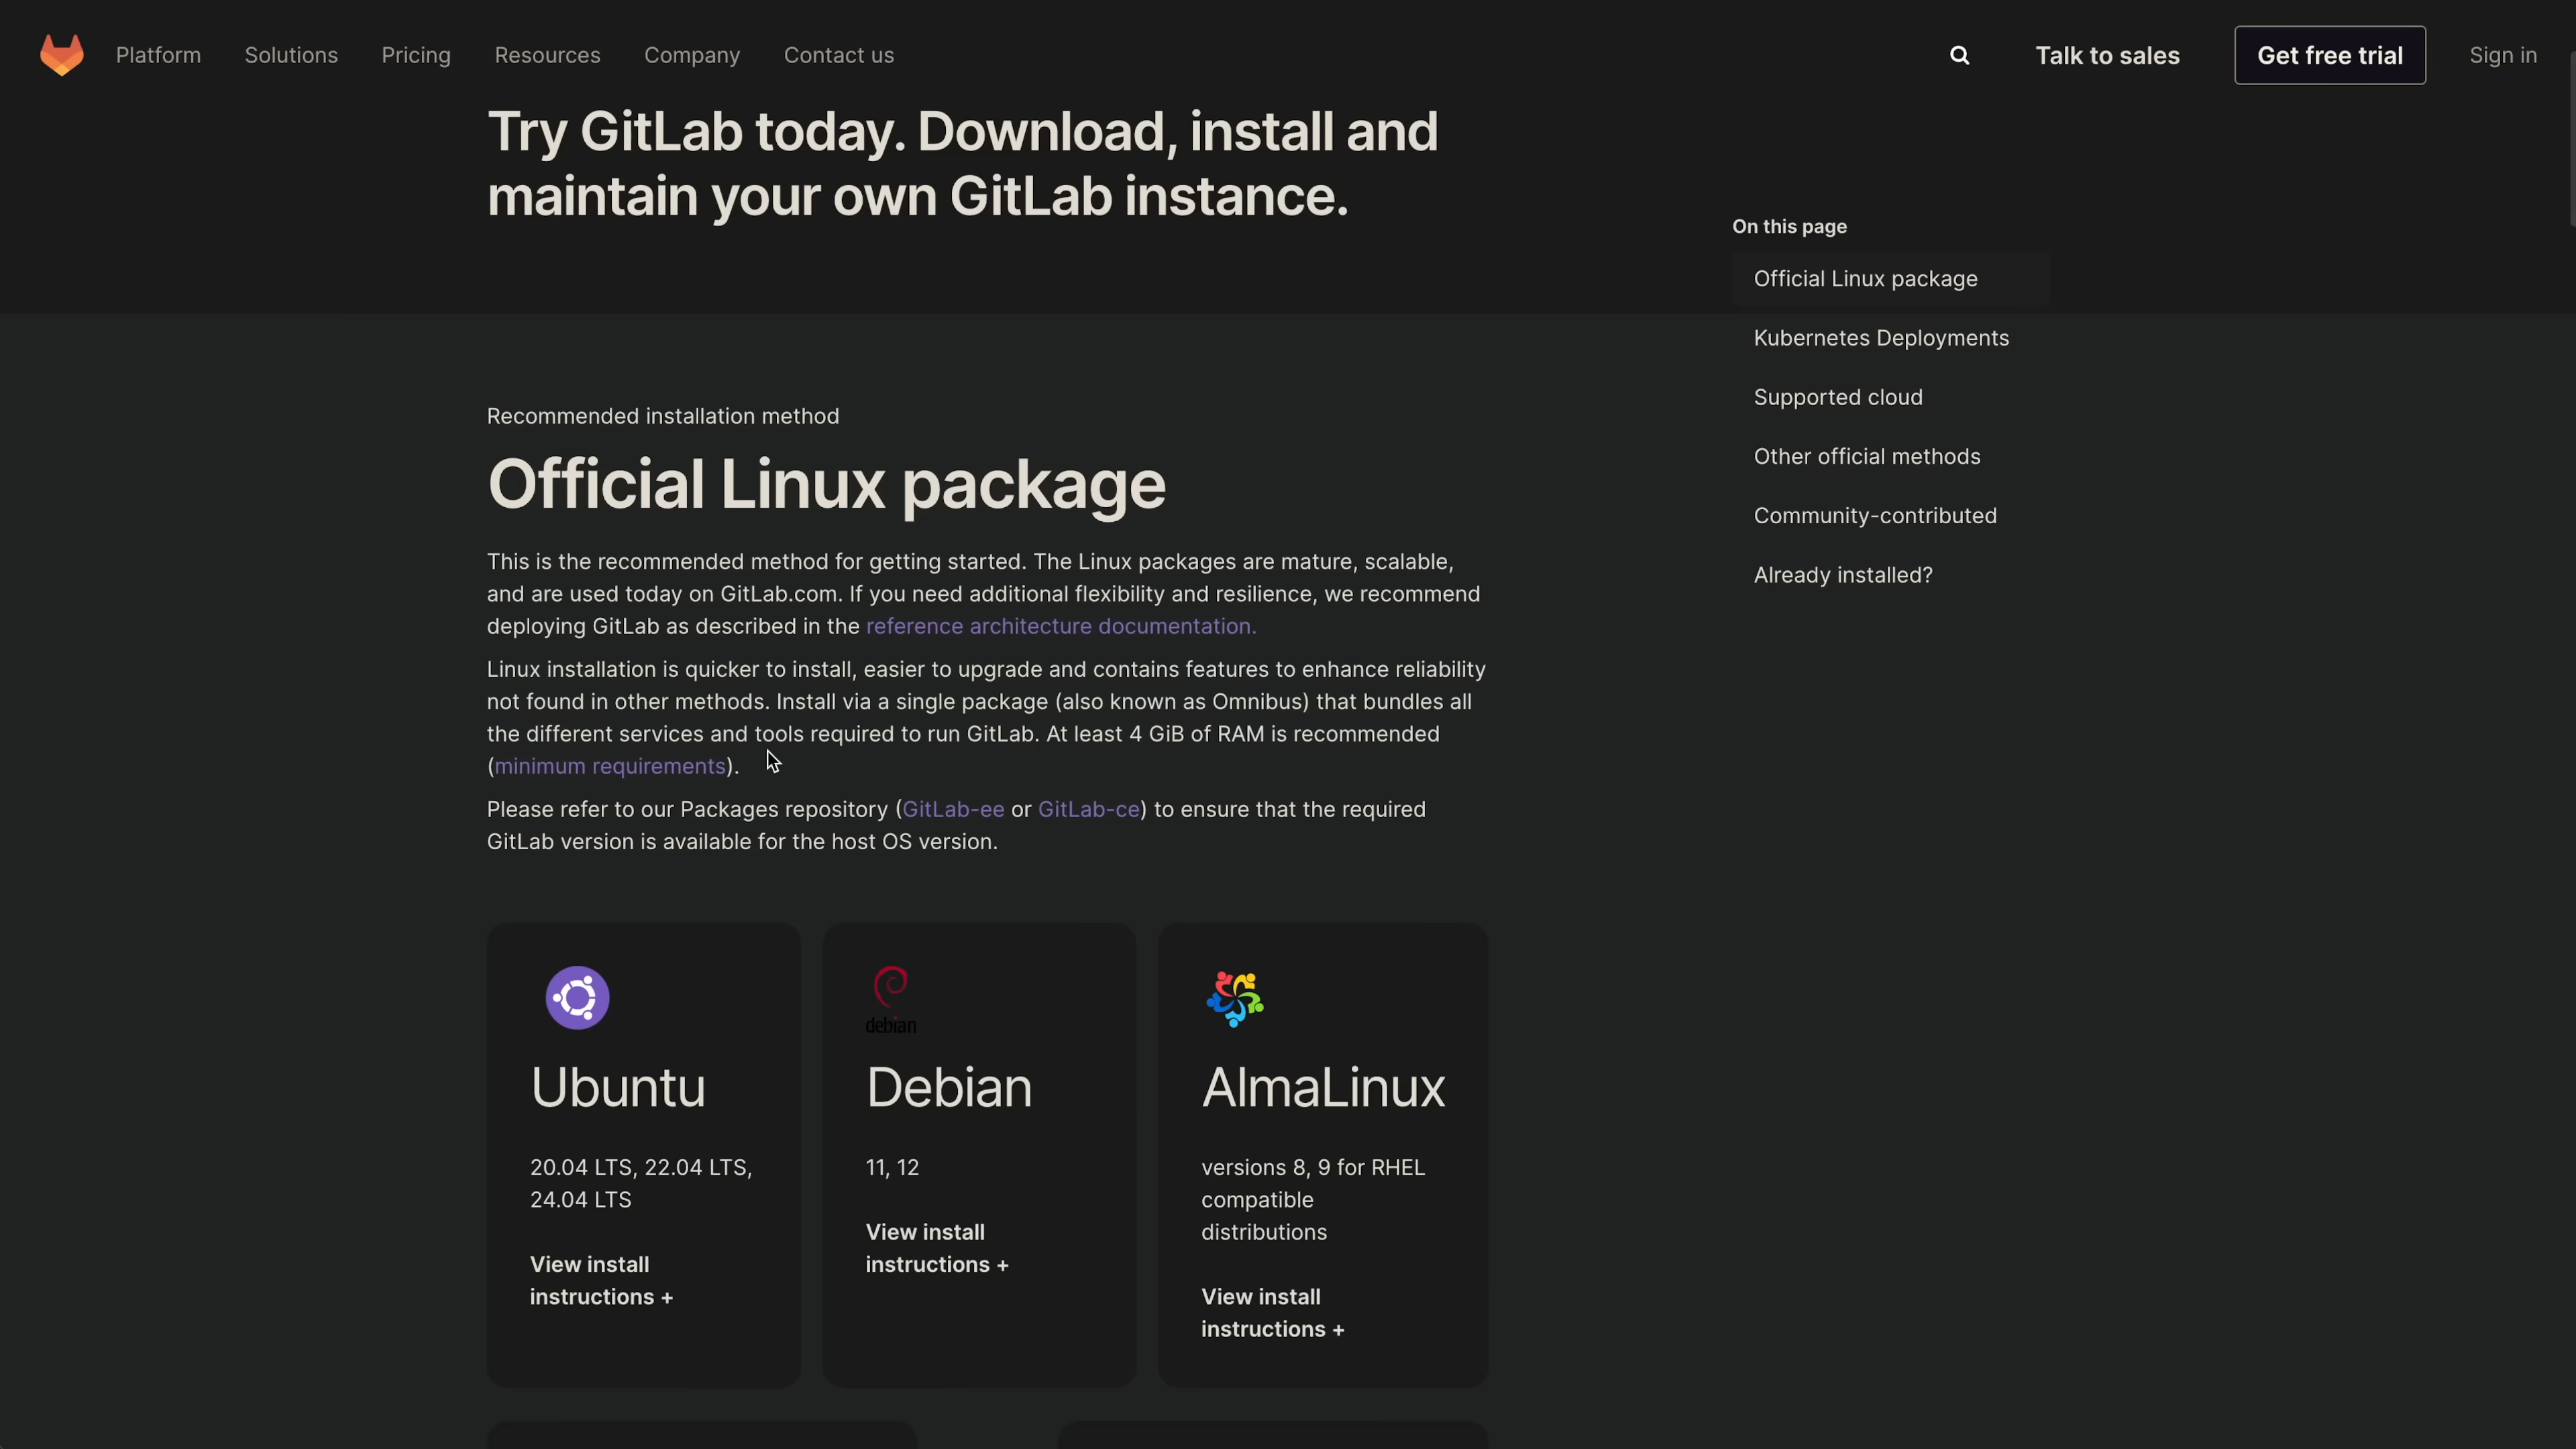 Platform Solutions Pricing Resources Company Contact us Talk to sales Get free trial Sign in
Try GitLab today. Download, install and
maintain your own GitLab instance.
On this page
Official Linux package
Kubernetes Deployments
Supported cloud
Other official methods
Community-contributed
Already installed?
Recommended installation method
Official Linux package
This is the recommended method for getting started. The Linux packages are mature, scalable,
and are used today on GitLab.com. If you need additional flexibility and resilience, we recommend
deploying GitLab as described in the reference architecture documentation.
Linux installation is quicker to install, easier to upgrade and contains features to enhance reliability
not found in other methods. Install via a single package (also known as Omnibus) that bundles all
the different services and tools required to run GitLab. At least 4 GiB of RAM is recommended
(minimum requirements).
Please refer to our Packages repository (GitLab-ee or GitLab-ce) to ensure that the required
GitLab version is available for the host OS version.
Ubuntu
20.04 LTS, 22.04 LTS,
24.04 LTS
View install
instructions +
debian
Debian
11, 12
View install
instructions +
AlmaLinux
versions 8, 9 for RHEL
compatible
distributions
View install
instructions +